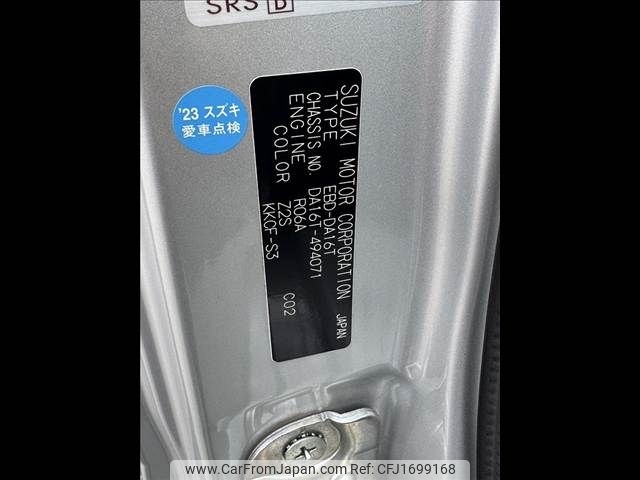 SRS B
'23 スズキ
愛車点検
SUZUKI MOTOR CORPORATION JAPAN
TYPE EBD-DA16T
CHASSIS NO. DA16T-494071
ENGINE R06A
COLOR Z2S C02
KKCF-S3
www.CarFromJapan.com Ref: CFJ1699168